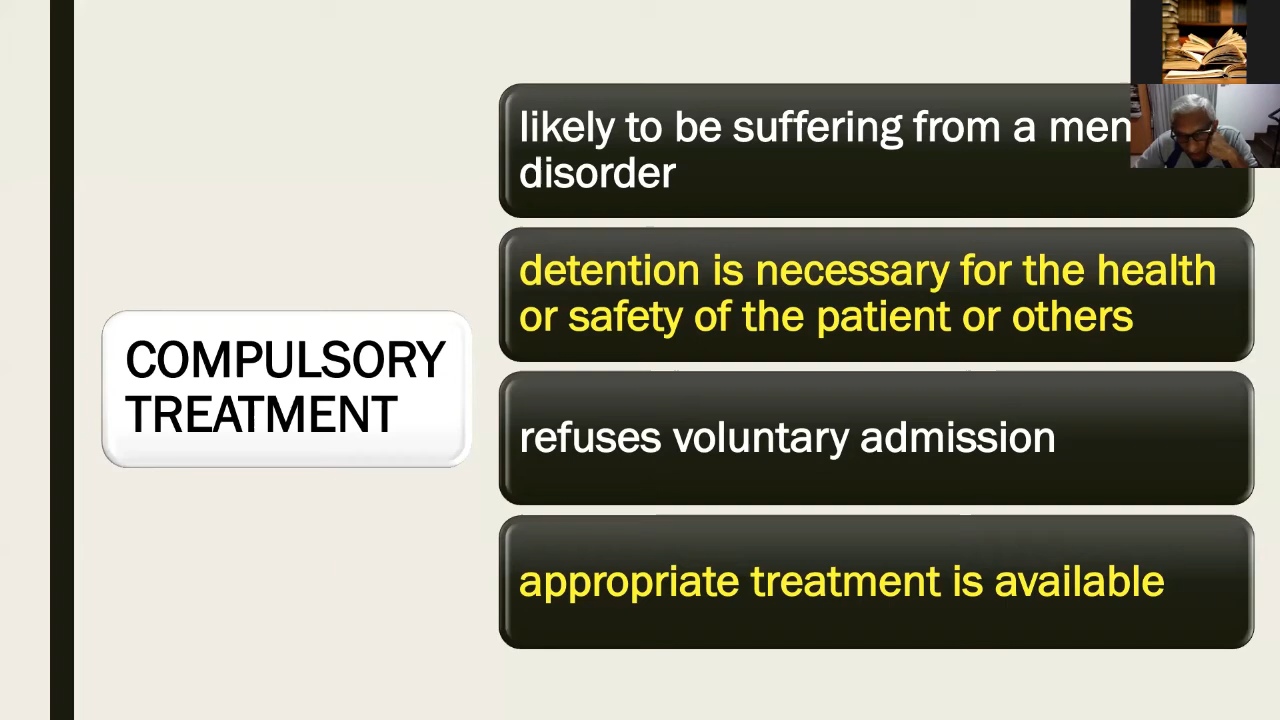 COMPULSORY
TREATMENT
likely to be suffering from a men
disorder
detention is necessary for the health
or safety of the patient or others
refuses voluntary admission
appropriate treatment is available